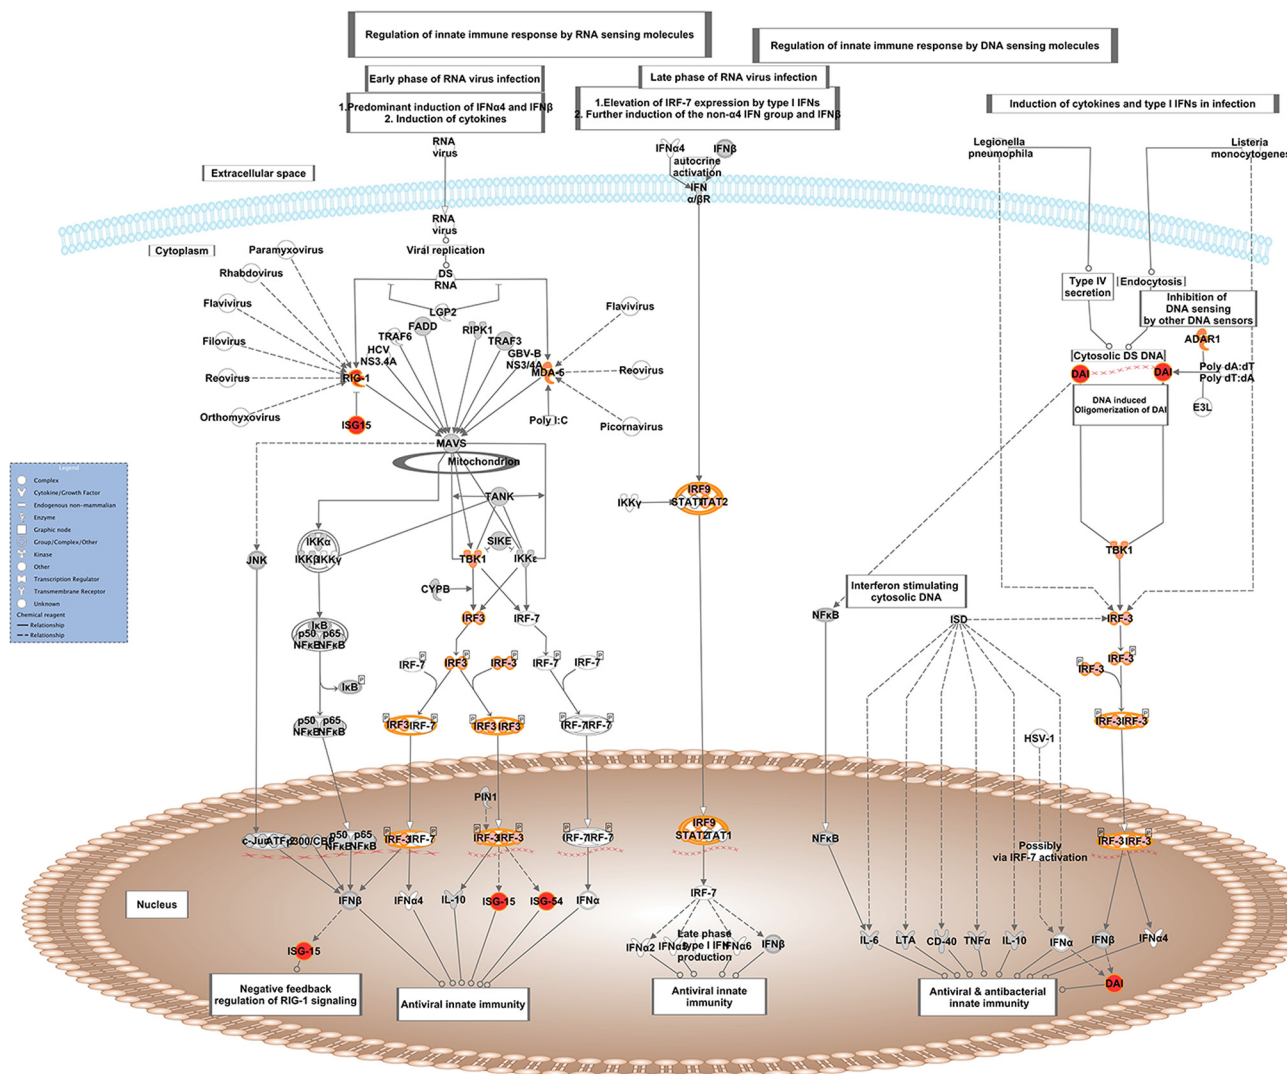 Regulation of innate immune response by RNA sensing molecules
Regulation of innate immune response by DNA sensing molecules
Early phase of RNA virus infection
1.Predominant induction of IFNα4 and IFNβ
2. Induction of cytokines
Late phase of RNA virus infection
1.Elevation of IRF-7 expression by type I IFNs
2. Further induction of the non-α4 IFN group and IFNβ
Induction of cytokines and type I IFNs in infection
RNA
virus
IFNα4
IFNβ
autocrine
activation
IFN
α/βR
Legionella
pneumophila
Listeria
monocytogenes
Extracellular space
RNA
virus
Cytoplasm
Viral replication
DS
RNA
LGP2
Paramyxovirus
Rhabdovirus
Flavivirus
Filovirus
Reovirus
Orthomyxovirus
RIG-1
ISG15
HCV
NS3.4A
TRAF6
FADD
RIPK1
TRAF3
GBV-B
NS3/4A
MDA-5
Poly I:C
Flavivirus
Reovirus
Picornavirus
Type IV
secretion
Endocytosis
Inhibition of
DNA sensing
by other DNA sensors
ADAR1
Cytosolic DS DNA
DAI
DAI
Poly dA:dT
Poly dT:dA
E3L
DNA induced
Oligomerization of DAI
MAVS
Mitochondrion
TANK
IKKα
IKKβ
IKKγ
SIKE
TBK1
IKKε
JNK
CYPB
IRF3
IRF-7
IKKγ
IRF9
STAT1
STAT2
TBK1
Interferon stimulating
cytosolic DNA
NFκB
ISD
IRF-3
IκB
p50
p65
NFκB
NFκB
IκB
P
p50
p65
NFκB
NFκB
IRF-7
P
IRF3
P
IRF-3
P
IRF-7
P
IRF-7
P
P
IRF3
IRF-7
P
P
IRF3
IRF3
P
P
IRF-7
IRF-7
P
IRF-3
P
IRF-3
P
P
IRF-3
IRF-3
P
HSV-1
PIN1
c-Jun
ATF
p300/CBP
p50
p65
NFκB
NFκB
P
IRF-3
IRF-7
P
P
IRF-3
IRF-3
P
P
IRF-7
IRF-7
P
IRF9
STAT2
STAT1
NFκB
P
IRF-3
IRF-3
P
Possibly
via IRF-7 activation
Nucleus
IFNβ
IFNα4
IL-10
ISG-15
ISG-54
IFNα
IRF-7
ISG-15
IFNα2
IFNα5
Late phase
type I IFN
production
IFNα6
IFNβ
IL-6
LTA
CD-40
TNFα
IL-10
IFNα
IFNβ
IFNα4
DAI
Negative feedback
regulation of RIG-1 signaling
Antiviral innate immunity
Antiviral innate
immunity
Antiviral & antibacterial
innate immunity
Legend
Complex
Cytokine/Growth Factor
Endogenous non-mammalian
Enzyme
Graphic node
Group/Complex/Other
Kinase
Other
Transcription Regulator
Transmembrane Receptor
Unknown
Chemical reagent
Relationship
Relationship